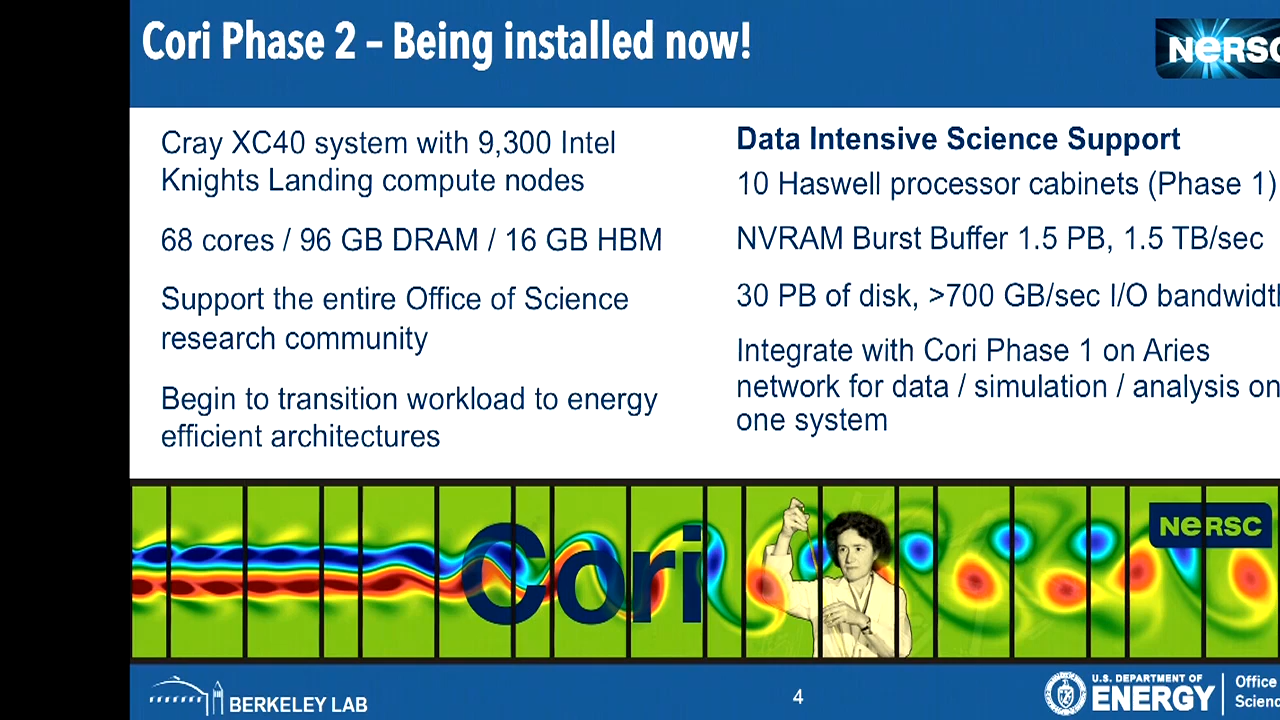 Cori Phase 2 – Being installed now!
NERSC
Cray XC40 system with 9,300 Intel
Knights Landing compute nodes
68 cores / 96 GB DRAM / 16 GB HBM
Support the entire Office of Science
research community
Begin to transition workload to energy
efficient architectures
Data Intensive Science Support
10 Haswell processor cabinets (Phase 1)
NVRAM Burst Buffer 1.5 PB, 1.5 TB/sec
30 PB of disk, >700 GB/sec I/O bandwidth
Integrate with Cori Phase 1 on Aries
network for data / simulation / analysis on
one system
Cori
NERSC
BERKELEY LAB
4
U.S. DEPARTMENT OF
ENERGY
Office
Scienc